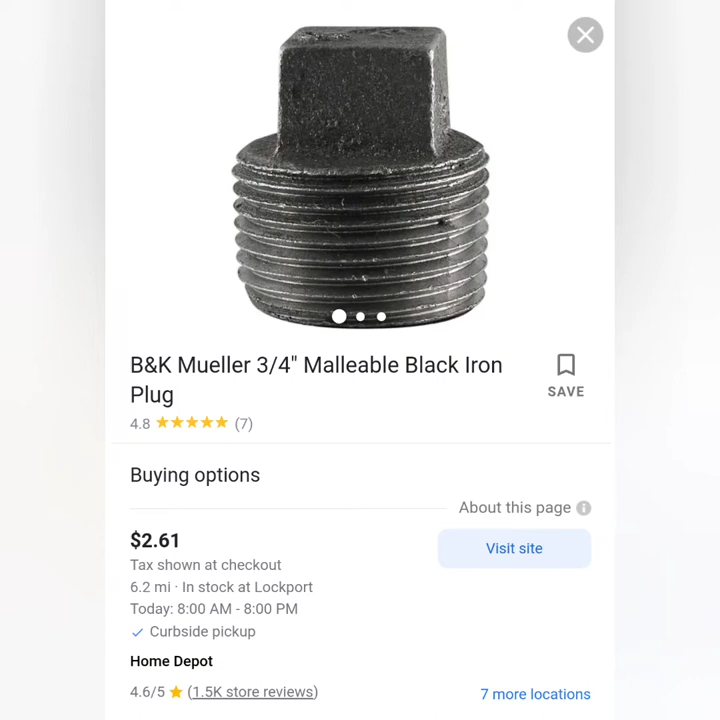 B&K Mueller 3/4" Malleable Black Iron
Plug
SAVE
4.8 ★★★★★ (7)
Buying options
About this page
$2.61
Visit site
Tax shown at checkout
6.2 mi · In stock at Lockport
Today: 8:00 AM - 8:00 PM
✓ Curbside pickup
Home Depot
4.6/5 ★ (1.5K store reviews)
7 more locations